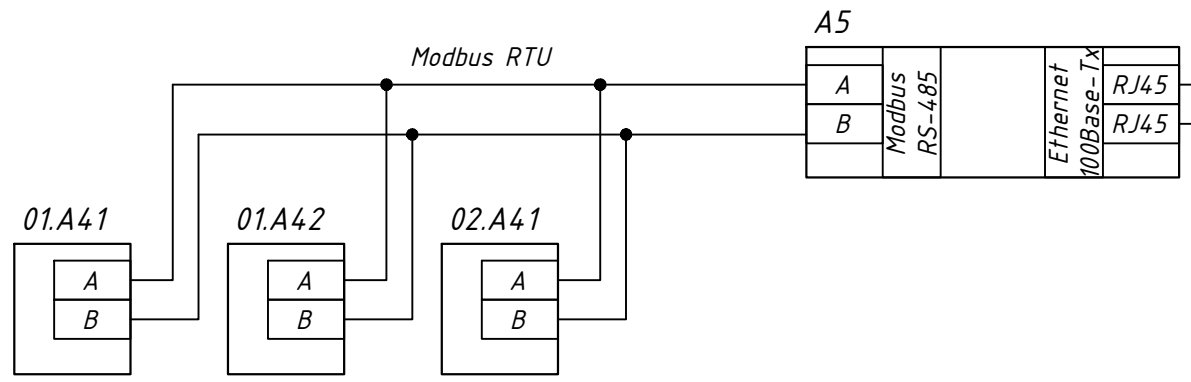 A5
Modbus RTU
A
B
Modbus
RS-485
Ethernet
100Base-Tx
RJ45
RJ45
01.A41
A
B
01.A42
A
B
02.A41
A
B